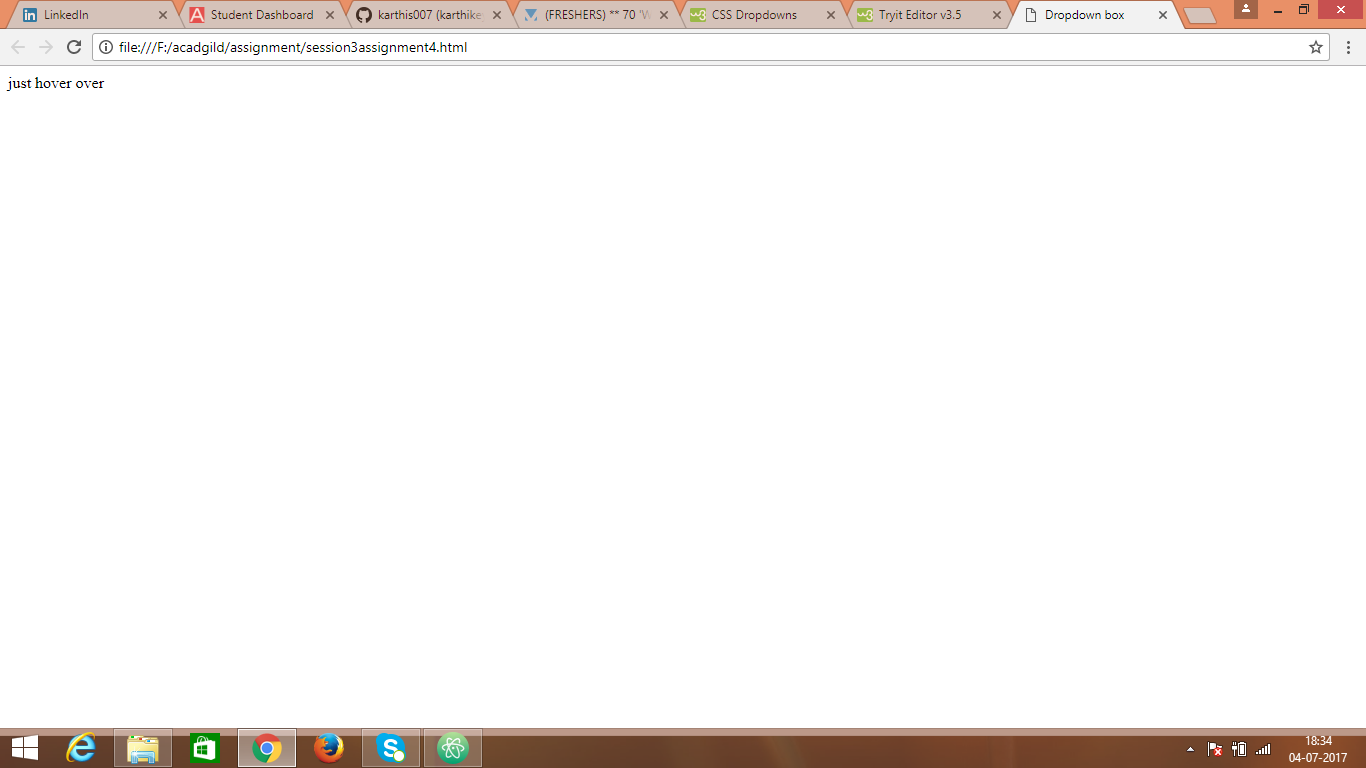 LinkedIn
Student Dashboard
karthis007 (karthike
(FRESHERS) ** 70
CSS Dropdowns
Tryit Editor v3.5
Dropdown box
file:///F:/acadgild/assignment/session3assignment4.html
just hover over
18:34
04-07-2017